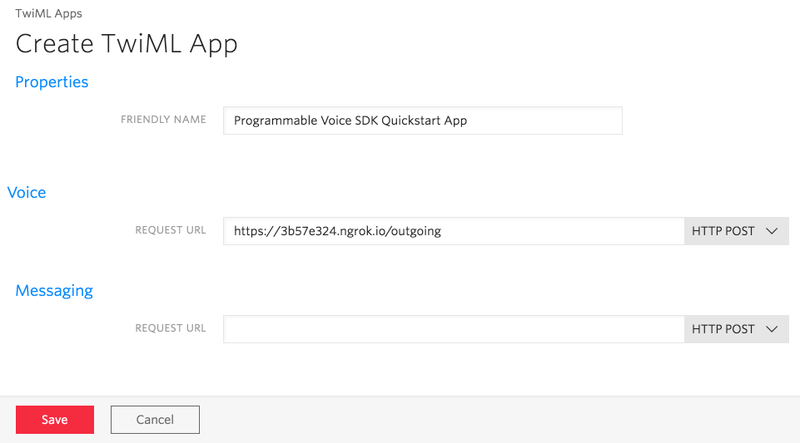 TwiML Apps
Create TwiML App
Properties
FRIENDLY NAME Programmable Voice SDK Quickstart App
Voice
REQUEST URL https://3b57e324.ngrok.io/outgoing HTTP POST
Messaging
REQUEST URL HTTP POST
Save Cancel